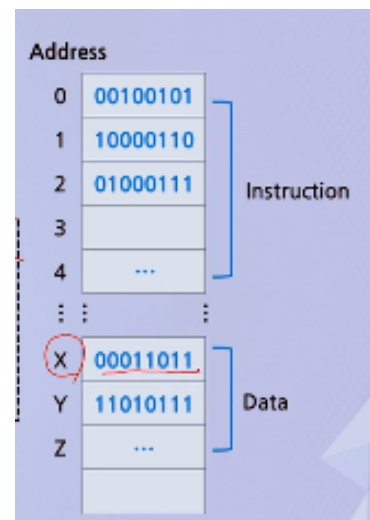 Address
0 00100101
1 10000110
2 01000111 Instruction
3
4 ...
⋮ ⋮ ⋮
X 00011011
Y 11010111 Data
Z ...